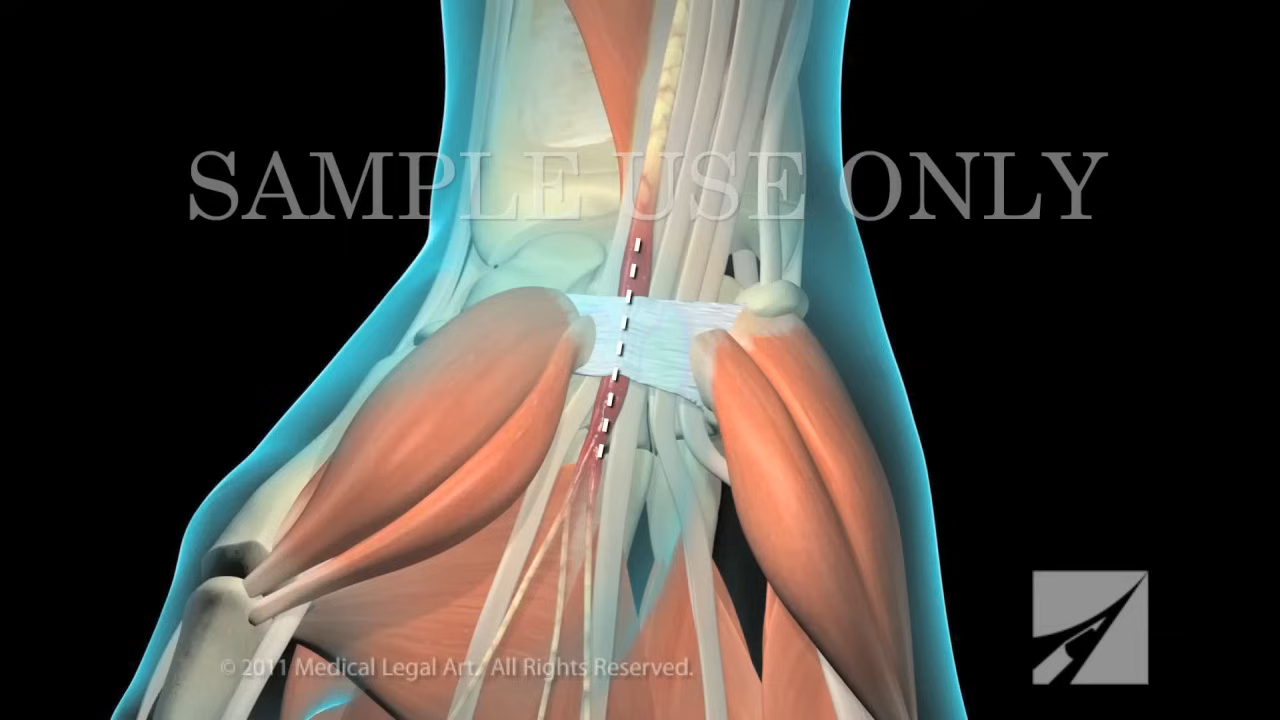 SAMPLE USE ONLY
© 2011 Medical Legal Art. All Rights Reserved.